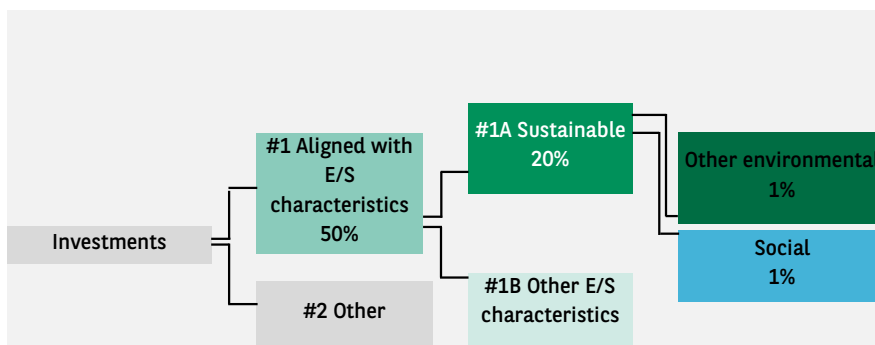 Investments
#1 Aligned with
E/S
characteristics
50%
#2 Other
#1A Sustainable
20%
#1B Other E/S
characteristics
Other environmental
1%
Social
1%